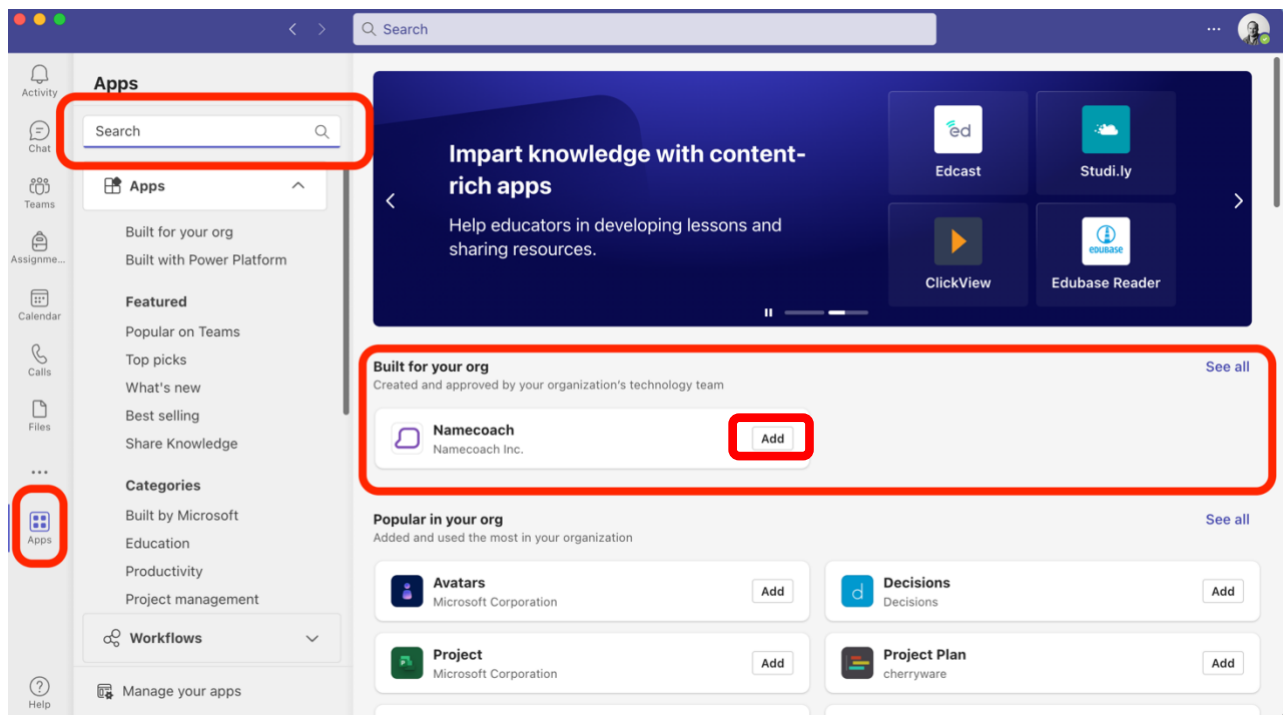 Search
Activity
Chat
Teams
Assignme...
Calendar
Calls
Files
Apps
Help
Apps
Search
Apps
Built for your org
Built with Power Platform
Featured
Popular on Teams
Top picks
What's new
Best selling
Share Knowledge
Categories
Built by Microsoft
Education
Productivity
Project management
Workflows
Manage your apps
Impart knowledge with content-
rich apps
Help educators in developing lessons and
sharing resources.
ed
Edcast
Studi.ly
ClickView
EDUBASE
Edubase Reader
Built for your org
See all
Created and approved by your organization's technology team
Namecoach
Namecoach Inc.
Add
Popular in your org
See all
Added and used the most in your organization
Avatars
Microsoft Corporation
Add
d
Decisions
Decisions
Add
Project
Microsoft Corporation
Add
Project Plan
cherryware
Add